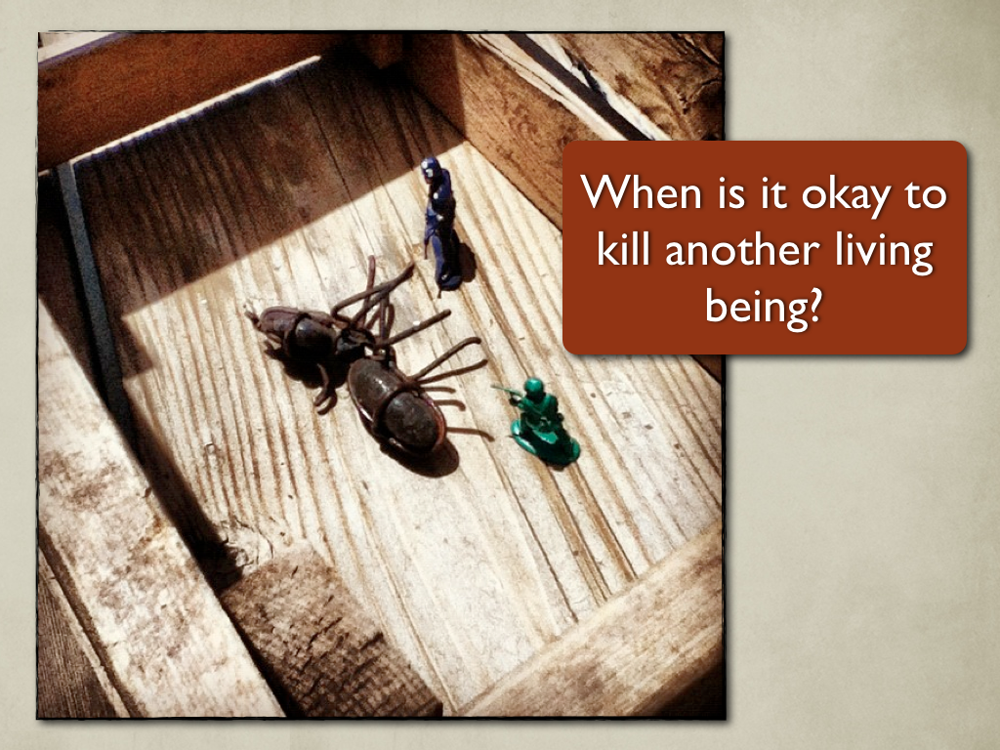 When is it okay to
kill another living
being?